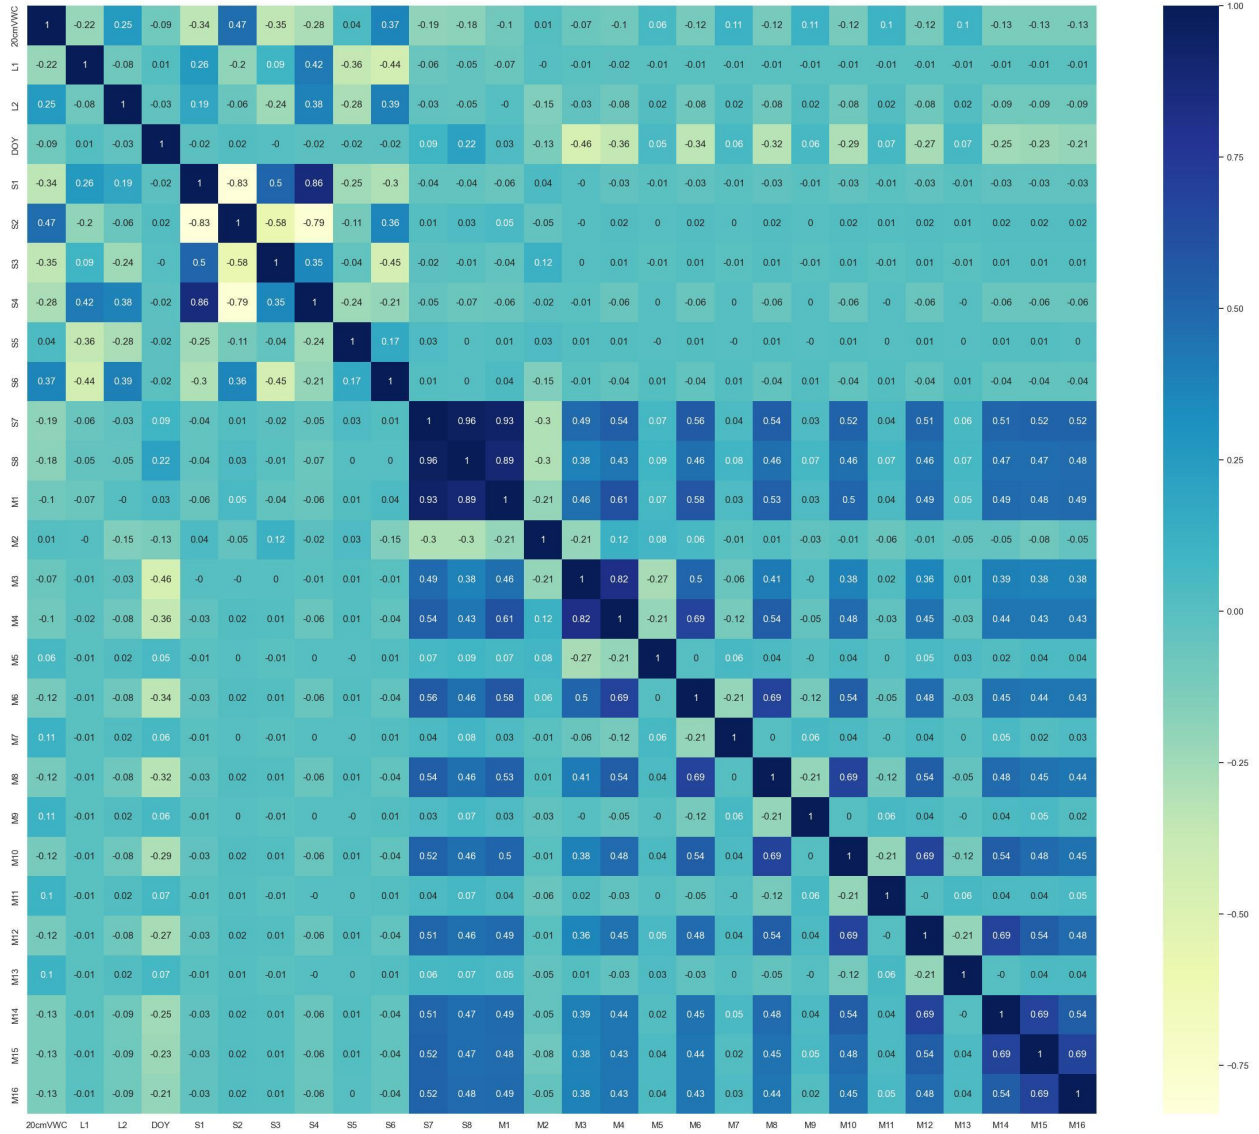 20cmVWC 1 -0.22 0.25 -0.09 -0.34 0.47 -0.35 -0.28 0.04 0.37 -0.19 -0.18 -0.1 0.01 -0.07 -0.1 0.06 -0.12 0.11 -0.12 0.11 -0.12 0.1 -0.12 0.1 -0.13 -0.13 -0.13 1.00
L1 -0.22 1 -0.08 0.01 0.26 -0.2 0.09 0.42 -0.36 -0.44 -0.06 -0.05 -0.07 -0 -0.01 -0.02 -0.01 -0.01 -0.01 -0.01 -0.01 -0.01 -0.01 -0.01 -0.01 -0.01 -0.01 -0.01
L2 0.25 -0.08 1 -0.03 0.19 -0.06 -0.24 0.38 -0.28 0.39 -0.03 -0.05 -0 -0.15 -0.03 -0.08 0.02 -0.08 0.02 -0.08 0.02 -0.08 0.02 -0.08 0.02 -0.09 -0.09 -0.09
DOY -0.09 0.01 -0.03 1 -0.02 0.02 -0 -0.02 -0.02 -0.02 0.09 0.22 0.03 -0.13 -0.46 -0.36 0.05 -0.34 0.06 -0.32 0.06 -0.29 0.07 -0.27 0.07 -0.25 -0.23 -0.21
0.75
S1 -0.34 0.26 0.19 -0.02 1 -0.83 0.5 0.86 -0.25 -0.3 -0.04 -0.04 -0.06 0.04 -0 -0.03 -0.01 -0.03 -0.01 -0.03 -0.01 -0.03 -0.01 -0.03 -0.01 -0.03 -0.03 -0.03
S2 0.47 -0.2 -0.06 0.02 -0.83 1 -0.58 -0.79 -0.11 0.36 0.01 0.03 0.05 -0.05 -0 0.02 0 0.02 0 0.02 0 0.02 0.01 0.02 0.01 0.02 0.02 0.02
S3 -0.35 0.09 -0.24 -0 0.5 -0.58 1 0.35 -0.04 -0.45 -0.02 -0.01 -0.04 0.12 0 0.01 -0.01 0.01 -0.01 0.01 -0.01 0.01 -0.01 0.01 -0.01 0.01 0.01 0.01
0.50
S4 -0.28 0.42 0.38 -0.02 0.86 -0.79 0.35 1 -0.24 -0.21 -0.05 -0.07 -0.06 -0.02 -0.01 -0.06 0 -0.06 0 -0.06 0 -0.06 -0 -0.06 -0 -0.06 -0.06 -0.06
S5 0.04 -0.36 -0.28 -0.02 -0.25 -0.11 -0.04 -0.24 1 0.17 0.03 0 0.01 0.03 0.01 0.01 -0 0.01 -0 0.01 -0 0.01 0 0.01 0 0.01 0.01 0
S6 0.37 -0.44 0.39 -0.02 -0.3 0.36 -0.45 -0.21 0.17 1 0.01 0 0.04 -0.15 -0.01 -0.04 0.01 -0.04 0.01 -0.04 0.01 -0.04 0.01 -0.04 0.01 -0.04 -0.04 -0.04
S7 -0.19 -0.06 -0.03 0.09 -0.04 0.01 -0.02 -0.05 0.03 0.01 1 0.96 0.93 -0.3 0.49 0.54 0.07 0.56 0.04 0.54 0.03 0.52 0.04 0.51 0.06 0.51 0.52 0.52
S8 -0.18 -0.05 -0.05 0.22 -0.04 0.03 -0.01 -0.07 0 0 0.96 1 0.89 -0.3 0.38 0.43 0.09 0.46 0.08 0.46 0.07 0.46 0.07 0.46 0.07 0.47 0.47 0.48
0.25
M1 -0.1 -0.07 -0 0.03 -0.06 0.05 -0.04 -0.06 0.01 0.04 0.93 0.89 1 -0.21 0.46 0.61 0.07 0.58 0.03 0.53 0.03 0.5 0.04 0.49 0.05 0.49 0.48 0.49
M2 0.01 -0 -0.15 -0.13 0.04 -0.05 0.12 -0.02 0.03 -0.15 -0.3 -0.3 -0.21 1 -0.21 0.12 0.08 0.06 -0.01 0.01 -0.03 -0.01 -0.06 -0.01 -0.05 -0.05 -0.08 -0.05
M3 -0.07 -0.01 -0.03 -0.46 -0 -0 0 -0.01 0.01 -0.01 0.49 0.38 0.46 -0.21 1 0.82 -0.27 0.5 -0.06 0.41 -0 0.38 0.02 0.36 0.01 0.39 0.38 0.38
0.00
M4 -0.1 -0.02 -0.08 -0.36 -0.03 0.02 0.01 -0.06 0.01 -0.04 0.54 0.43 0.61 0.12 0.82 1 -0.21 0.69 -0.12 0.54 -0.05 0.48 -0.03 0.45 -0.03 0.44 0.43 0.43
M5 0.06 -0.01 0.02 0.05 -0.01 0 -0.01 0 -0 0.01 0.07 0.09 0.07 0.08 -0.27 -0.21 1 0 0.06 0.04 -0 0.04 0 0.05 0.03 0.02 0.04 0.04
M6 -0.12 -0.01 -0.08 -0.34 -0.03 0.02 0.01 -0.06 0.01 -0.04 0.56 0.46 0.58 0.06 0.5 0.69 0 1 -0.21 0.69 -0.12 0.54 -0.05 0.48 -0.03 0.45 0.44 0.43
M7 0.11 -0.01 0.02 0.06 -0.01 0 -0.01 0 -0 0.01 0.04 0.08 0.03 -0.01 -0.06 -0.12 0.06 -0.21 1 0 0.06 0.04 -0 0.04 0 0.05 0.02 0.03
−0.25
M8 -0.12 -0.01 -0.08 -0.32 -0.03 0.02 0.01 -0.06 0.01 -0.04 0.54 0.46 0.53 0.01 0.41 0.54 0.04 0.69 0 1 -0.21 0.69 -0.12 0.54 -0.05 0.48 0.45 0.44
M9 0.11 -0.01 0.02 0.06 -0.01 0 -0.01 0 -0 0.01 0.03 0.07 0.03 -0.03 -0 -0.05 -0 -0.12 0.06 -0.21 1 0 0.06 0.04 -0 0.04 0.05 0.02
M10 -0.12 -0.01 -0.08 -0.29 -0.03 0.02 0.01 -0.06 0.01 -0.04 0.52 0.46 0.5 -0.01 0.38 0.48 0.04 0.54 0.04 0.69 0 1 -0.21 0.69 -0.12 0.54 0.48 0.45
M11 0.1 -0.01 0.02 0.07 -0.01 0.01 -0.01 -0 0 0.01 0.04 0.07 0.04 -0.06 0.02 -0.03 0 -0.05 -0 -0.12 0.06 -0.21 1 -0 0.06 0.04 0.04 0.05
−0.50
M12 -0.12 -0.01 -0.08 -0.27 -0.03 0.02 0.01 -0.06 0.01 -0.04 0.51 0.46 0.49 -0.01 0.36 0.45 0.05 0.48 0.04 0.54 0.04 0.69 -0 1 -0.21 0.69 0.54 0.48
M13 0.1 -0.01 0.02 0.07 -0.01 0.01 -0.01 -0 0 0.01 0.06 0.07 0.05 -0.05 0.01 -0.03 0.03 -0.03 0 -0.05 -0 -0.12 0.06 -0.21 1 -0 0.04 0.04
M14 -0.13 -0.01 -0.09 -0.25 -0.03 0.02 0.01 -0.06 0.01 -0.04 0.51 0.47 0.49 -0.05 0.39 0.44 0.02 0.45 0.05 0.48 0.04 0.54 0.04 0.69 -0 1 0.69 0.54
M15 -0.13 -0.01 -0.09 -0.23 -0.03 0.02 0.01 -0.06 0.01 -0.04 0.52 0.47 0.48 -0.08 0.38 0.43 0.04 0.44 0.02 0.45 0.05 0.48 0.04 0.54 0.04 0.69 1 0.69
−0.75
M16 -0.13 -0.01 -0.09 -0.21 -0.03 0.02 0.01 -0.06 0.01 -0.04 0.52 0.48 0.49 -0.05 0.38 0.43 0.04 0.43 0.03 0.44 0.02 0.45 0.05 0.48 0.04 0.54 0.69 1
20cmVWC L1 L2 DOY S1 S2 S3 S4 S5 S6 S7 S8 M1 M2 M3 M4 M5 M6 M7 M8 M9 M10 M11 M12 M13 M14 M15 M16